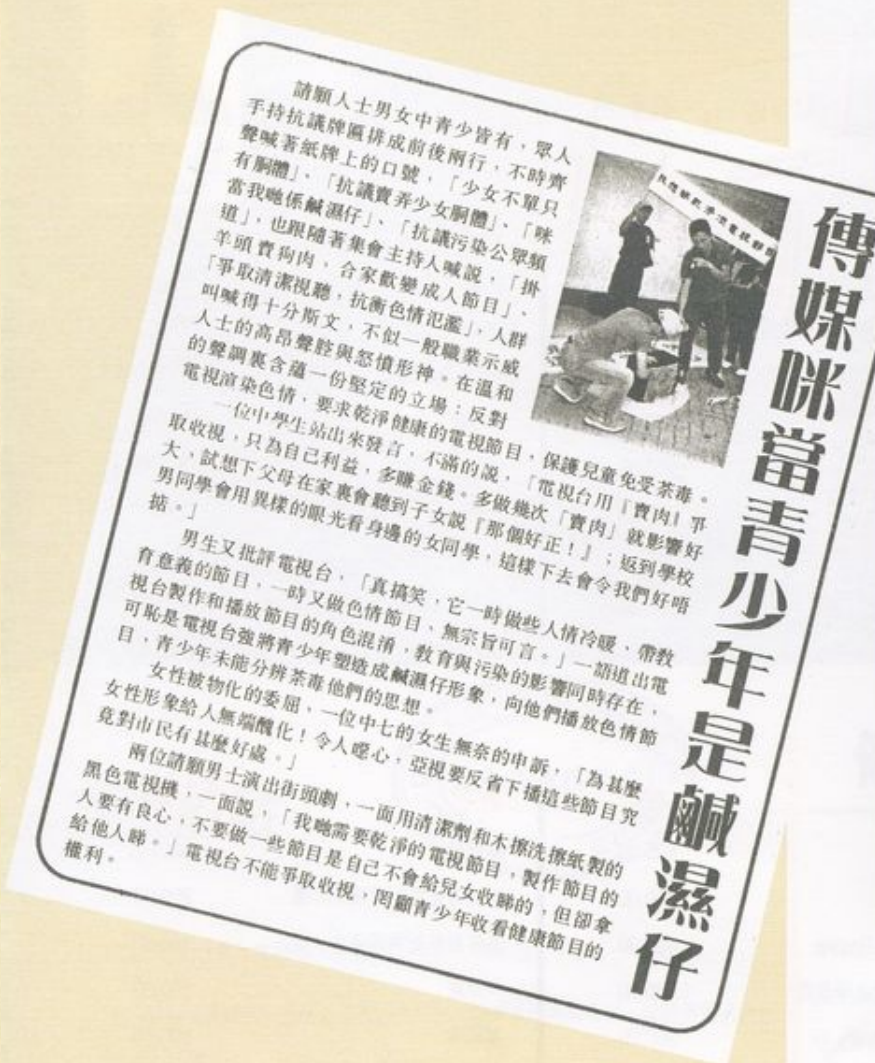 傳媒咪當青少年是鹹濕仔
請願人士男女中青少皆有，眾人
手持抗議牌匾排成前後兩行，不時齊
聲喊著紙牌上的口號，「少女不單只
有胴體」、「抗議賣弄少女胴體」、「咪
當我哋係鹹濕仔」、「抗議污染公眾頻
道」，也跟隨著集會主持人喊說，「掛
羊頭賣狗肉，合家歡變成人節目」、
「爭取清潔視聽，抗衡色情氾濫」，人群
叫喊得十分斯文，不似一般職業示威
人士的高昂聲腔與怒憤形神。在溫和
的聲調裏含蘊一份堅定的立場：反對
電視渲染色情，要求乾淨健康的電視節目，保護兒童免受荼毒。
一位中學生站出來發言，不滿的說，「電視台用『賣肉』爭
取收視，只為自己利益，多賺金錢。多做幾次「賣肉」就影響好
大，試想下父母在家裏會聽到子女說『那個好正！』；返到學校
男同學會用異樣的眼光看身邊的女同學，這樣下去會令我們好唔
掂。」
男生又批評電視台，「真搞笑，它一時做些人情冷暖、帶教
育意義的節目，一時又做色情節目、無宗旨可言。」一語道出電
視台製作和播放節目的角色混淆，教育與污染的影響同時存在，
可恥是電視台強將青少年塑造成鹹濕仔形象，向他們播放色情節
目，青少年未能分辨荼毒他們的思想。
女性被物化的委屈，一位中七的女生無奈的申訴，「為甚麼
女性形象給人無端醜化！令人噁心，亞視要反省下播這些節目究
竟對市民有甚麼好處。」
兩位請願男士演出街頭劇，一面用清潔劑和木擦洗擦紙製的
黑色電視機，一面說，「我哋需要乾淨的電視節目，製作節目的
人要有良心，不要做一些節目是自己不會給兒女收睇的，但卻拿
給他人睇。」電視台不能爭取收視，罔顧青少年收看健康節目的
權利。